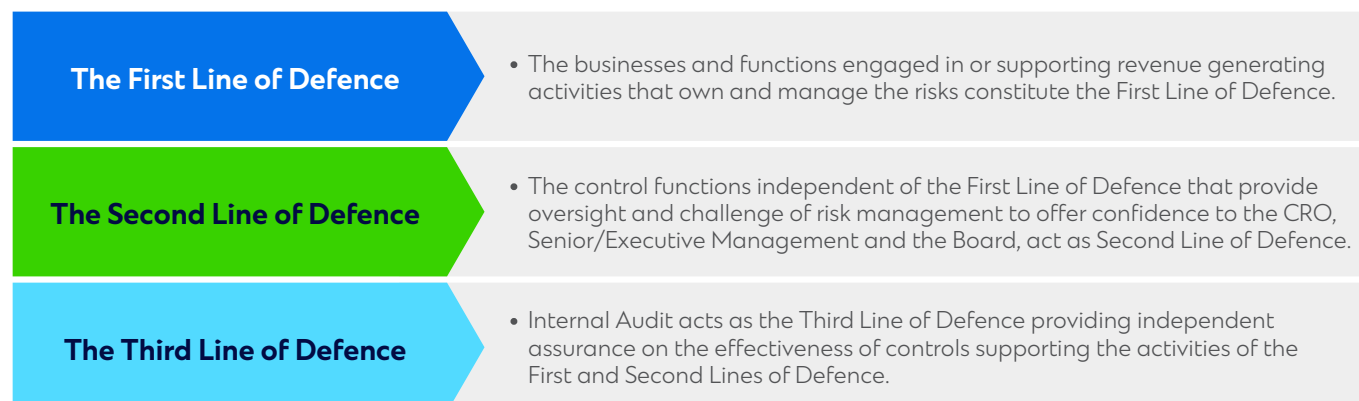 The First Line of Defence
• The businesses and functions engaged in or supporting revenue generating
activities that own and manage the risks constitute the First Line of Defence.
The Second Line of Defence
• The control functions independent of the First Line of Defence that provide
oversight and challenge of risk management to offer confidence to the CRO,
Senior/Executive Management and the Board, act as Second Line of Defence.
The Third Line of Defence
• Internal Audit acts as the Third Line of Defence providing independent
assurance on the effectiveness of controls supporting the activities of the
First and Second Lines of Defence.